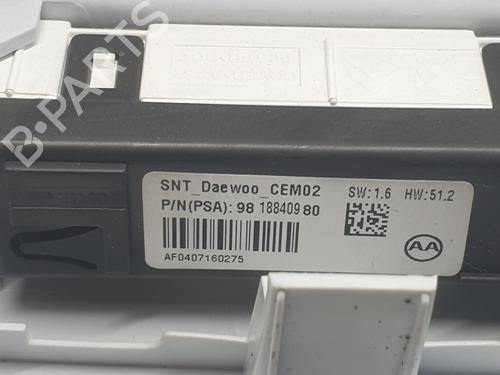 B-PARTS
SNT_Daewoo_CEM02
SW:1.6 HW:51.2
P/N(PSA): 98 188409 80
AA
AF0407160275